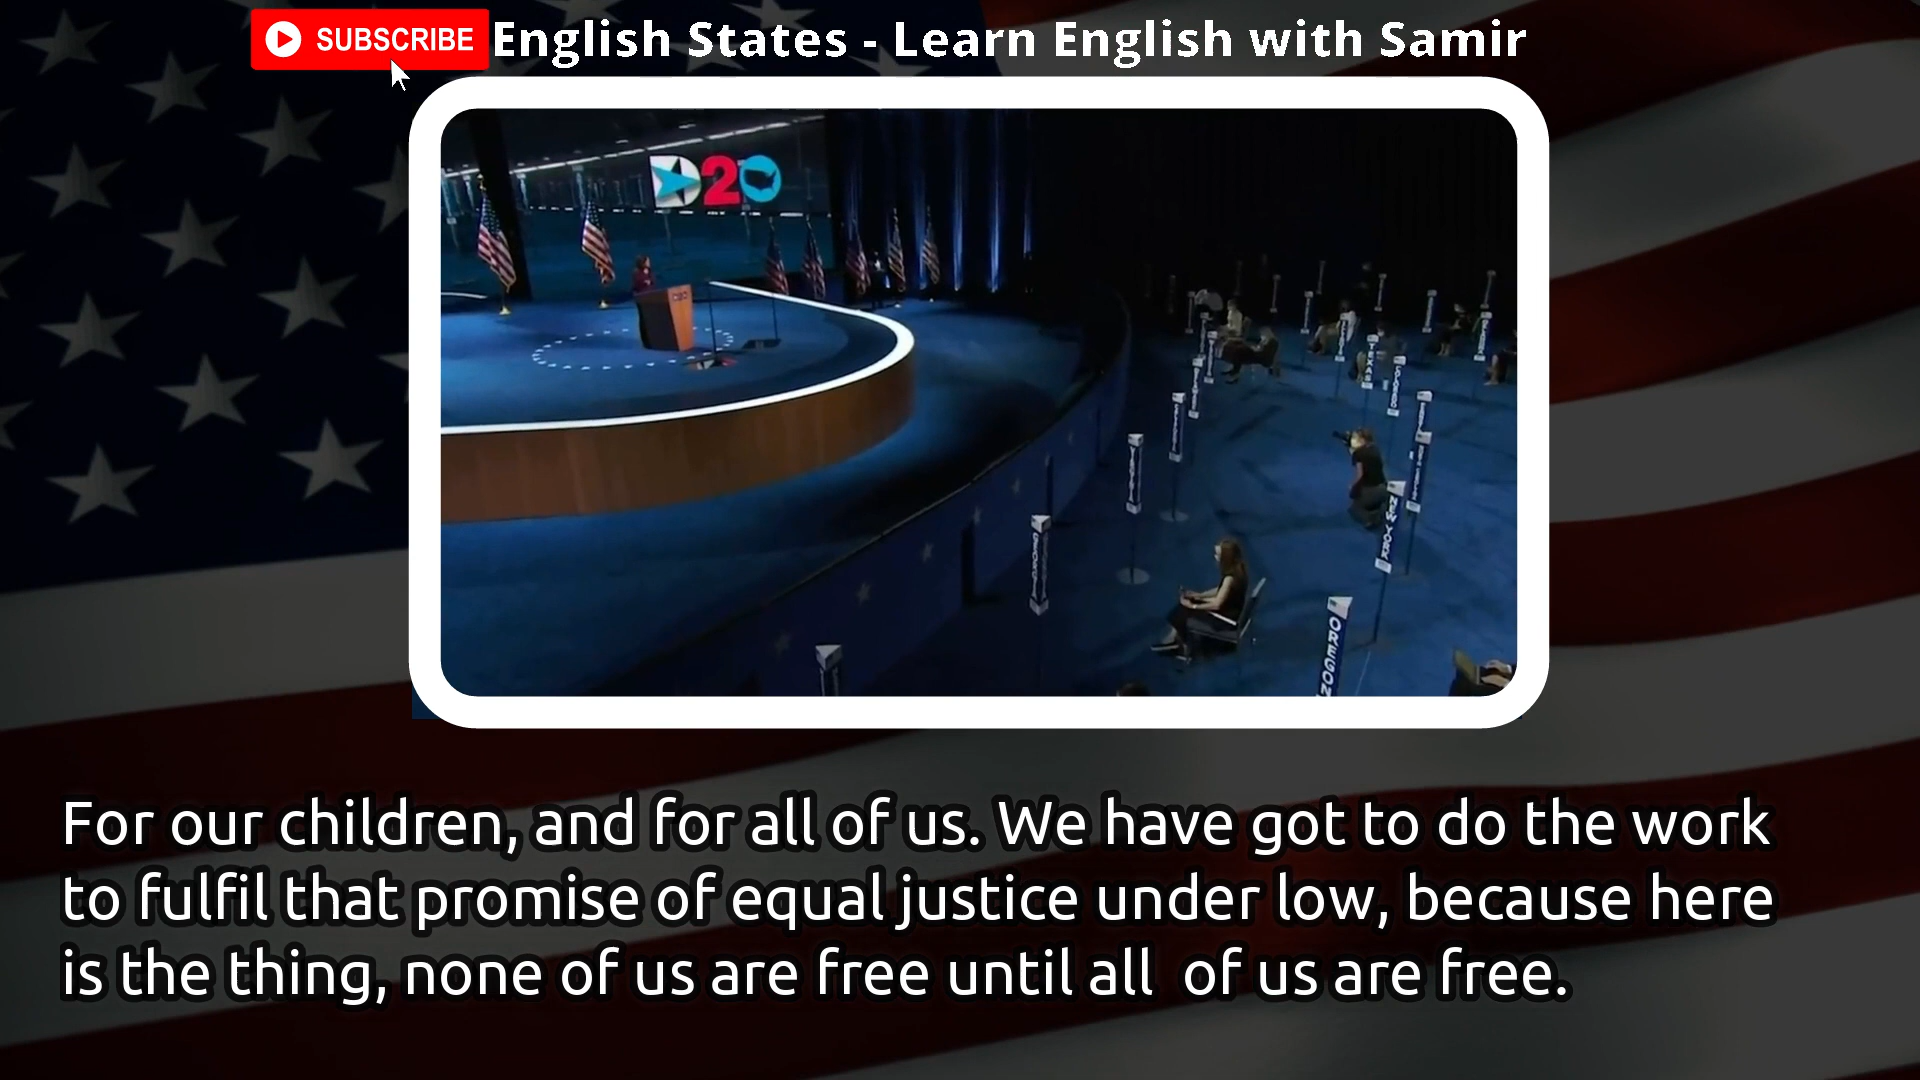 SUBSCRIBE English States - Learn English with Samir
D20
TEXAS
NEW YORK
OREGON
For our children, and for all of us. We have got to do the work
to fulfil that promise of equal justice under low, because here
is the thing, none of us are free until all of us are free.